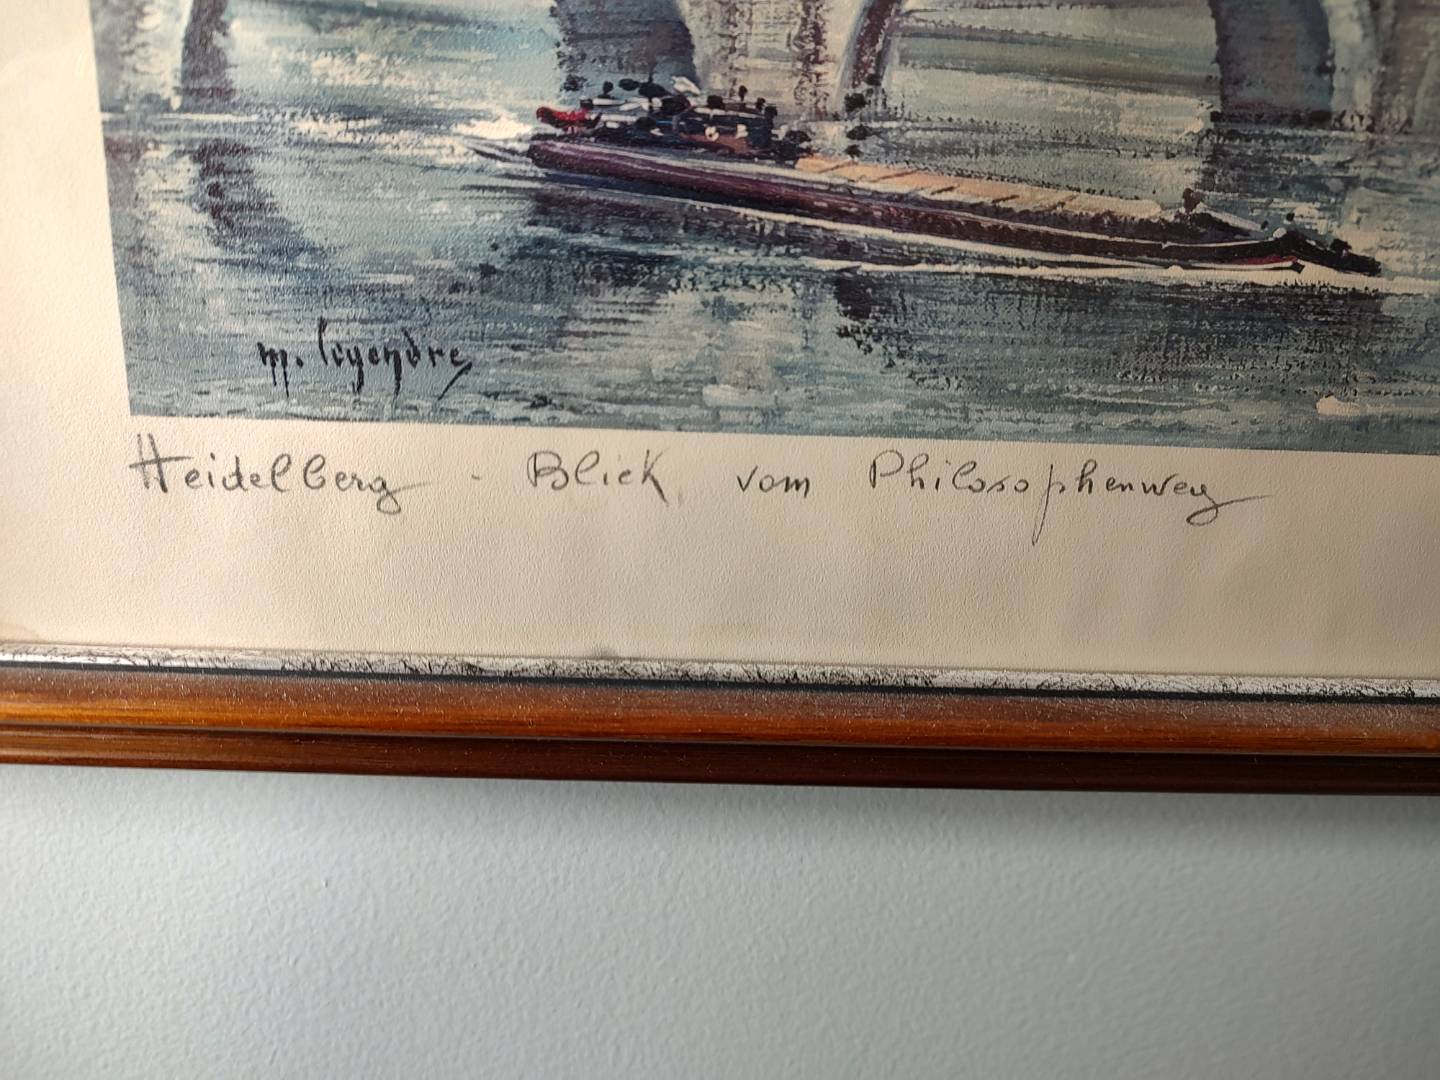 m. legendre
Heidelberg - Blick vom Philosophenweg